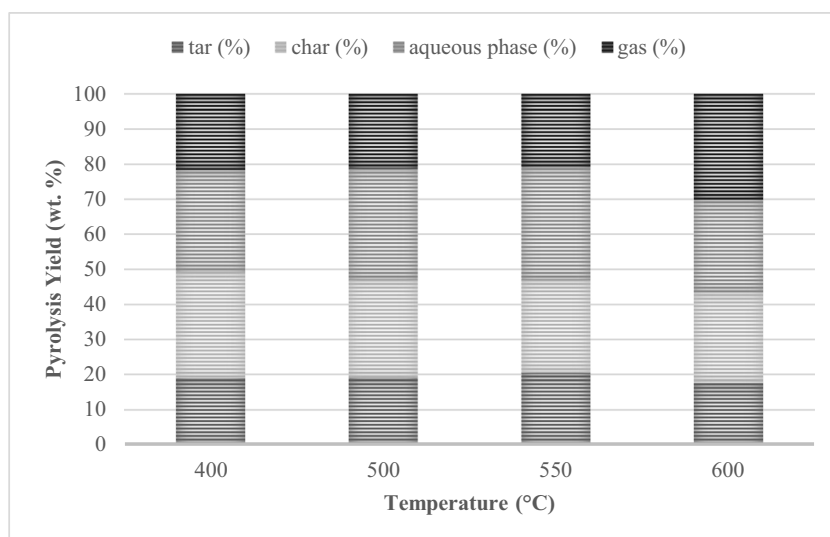 tar (%) char (%) aqueous phase (%) gas (%)
100
90
80
70
60
50
40
30
20
10
0
Pyrolysis Yield (wt. %)
400 500 550 600
Temperature (°C)